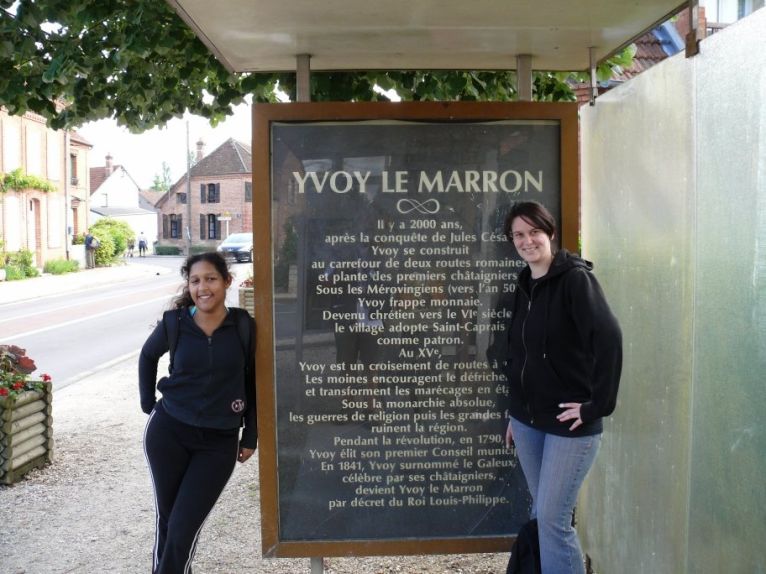 YVOY LE MARRON
Il y a 2000 ans,
après la conquête de Jules
Yvoy se construit
au carrefour de deux routes romaines
et plante des premiers châtaigniers
Sous les Mérovingiens (vers l'an
Yvoy frappe monnaie.
Devenu chrétien vers le VIe siècle
le village adopte Saint-Caprais
comme patron.
Au XVe,
Yvoy est un croisement de routes à
Les moines encouragent le
et transforment les marécages en
Sous la monarchie absolue,
les guerres de religion puis les grandes
ruinent la région.
Pendant la révolution, en 1790,
Yvoy élit son premier Conseil
En 1841, Yvoy surnommé le Galeux,
célèbre par ses châtaigniers,
devient Yvoy le Marron
par décret du Roi Louis-Philippe.